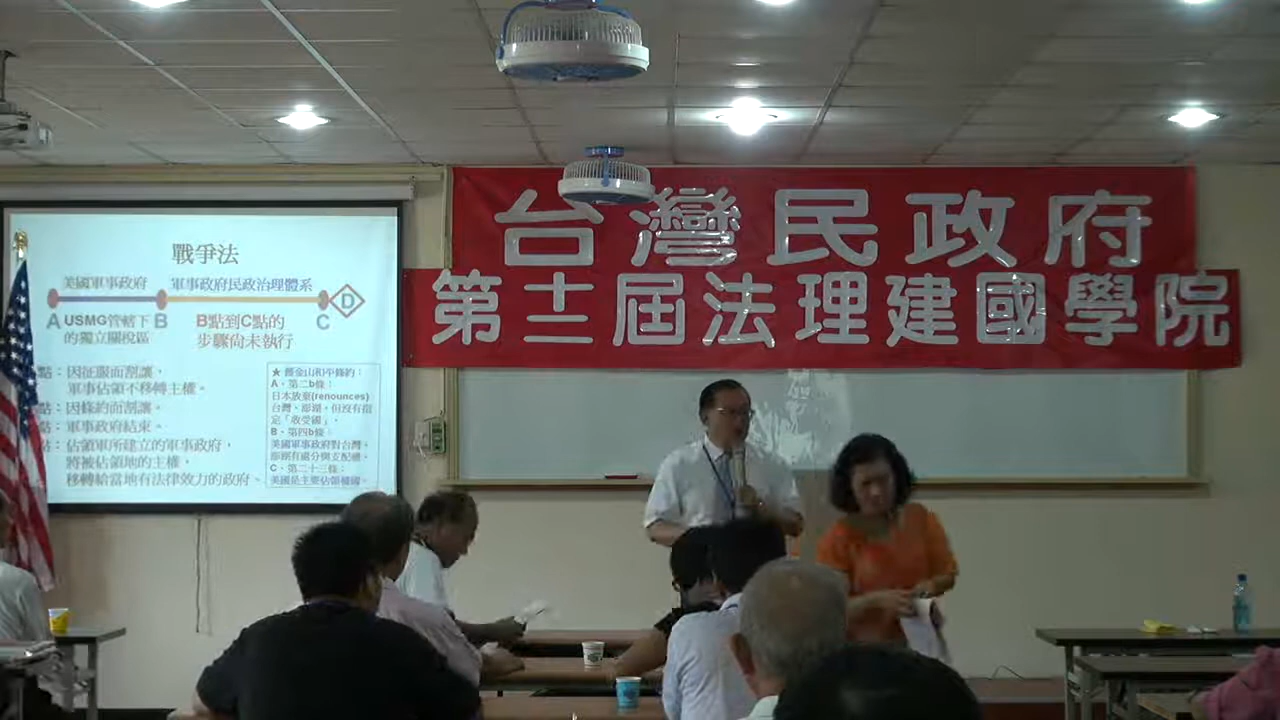 台灣民政府
第十二屆法理建國學院
戰爭法
美國軍事政府 軍事政府民政治理體系
D
A USMG管轄下 B B點到C點的 C
的獨立關稅區 步驟尚未執行
點：因征服而割讓，
軍事佔領不移轉主權。
點：因條約而割讓。
點：軍事政府結束。
點：佔領軍所建立的軍事政府，
將被佔領地的主權，
移轉給當地有法律效力的政府。
★ 舊金山和平條約：
A、第二b條：
日本放棄(renounces)
台灣、澎湖，但沒有指
定「收受國」。
B、第四b條：
美國軍事政府對台灣、
澎湖有處分與支配權。
C、第二十三條：
美國是主要佔領權國。